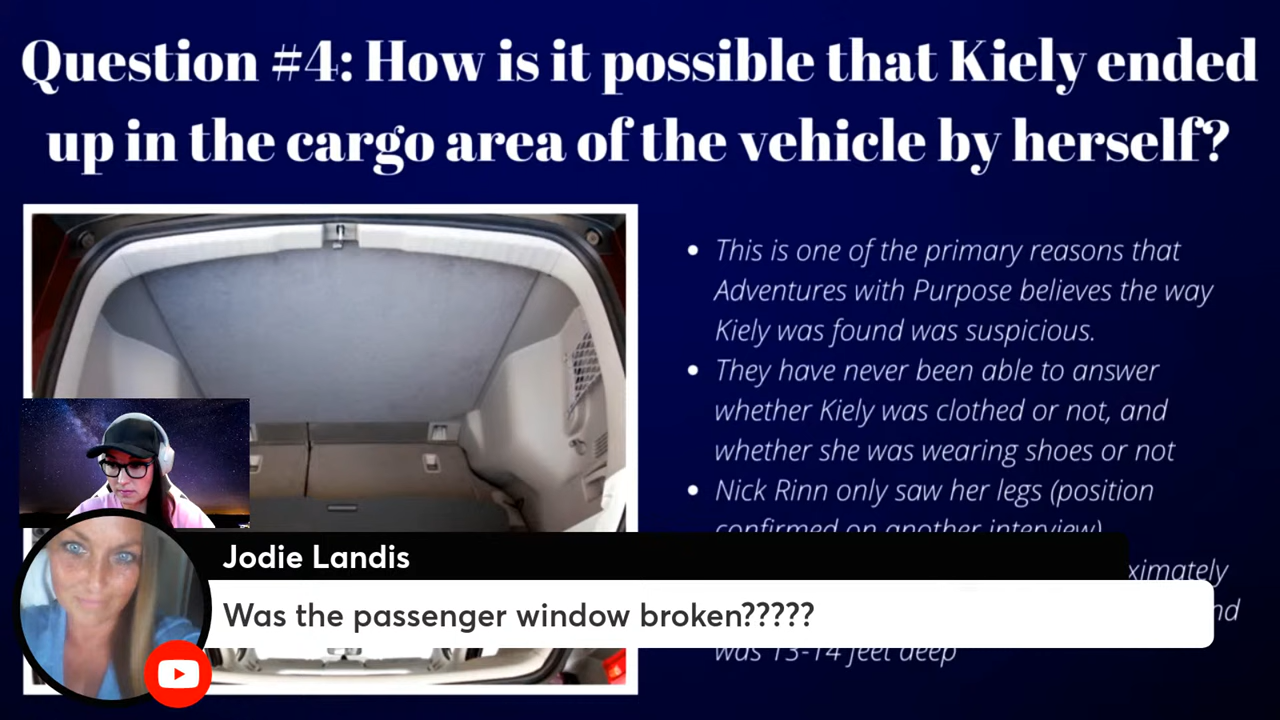 Question #4: How is it possible that Kiely ended
up in the cargo area of the vehicle by herself?
This is one of the primary reasons that
Adventures with Purpose believes the way
Kiely was found was suspicious.
They have never been able to answer
whether Kiely was clothed or not, and
whether she was wearing shoes or not
Nick Rinn only saw her legs (position
confirmed on another interview)
Jodie Landis
Was the passenger window broken?????
was 13-14 feet deep